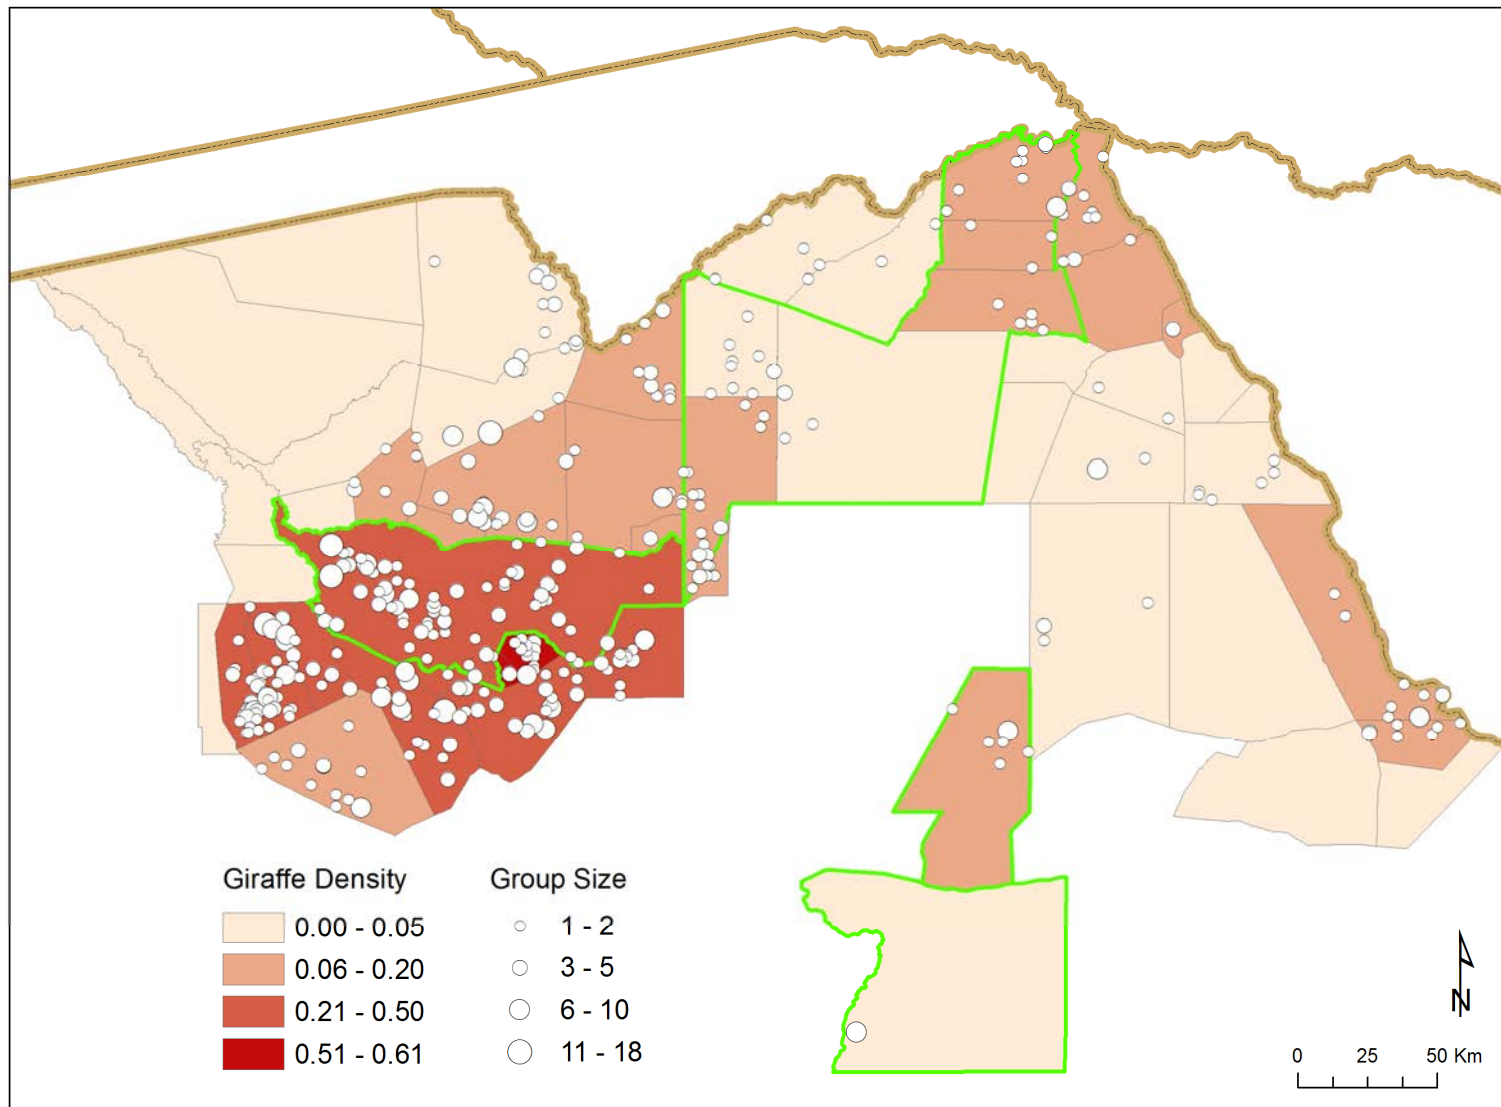 Giraffe Density
0.00 - 0.05
0.06 - 0.20
0.21 - 0.50
0.51 - 0.61
Group Size
1 - 2
3 - 5
6 - 10
11 - 18
N
0 25 50 Km